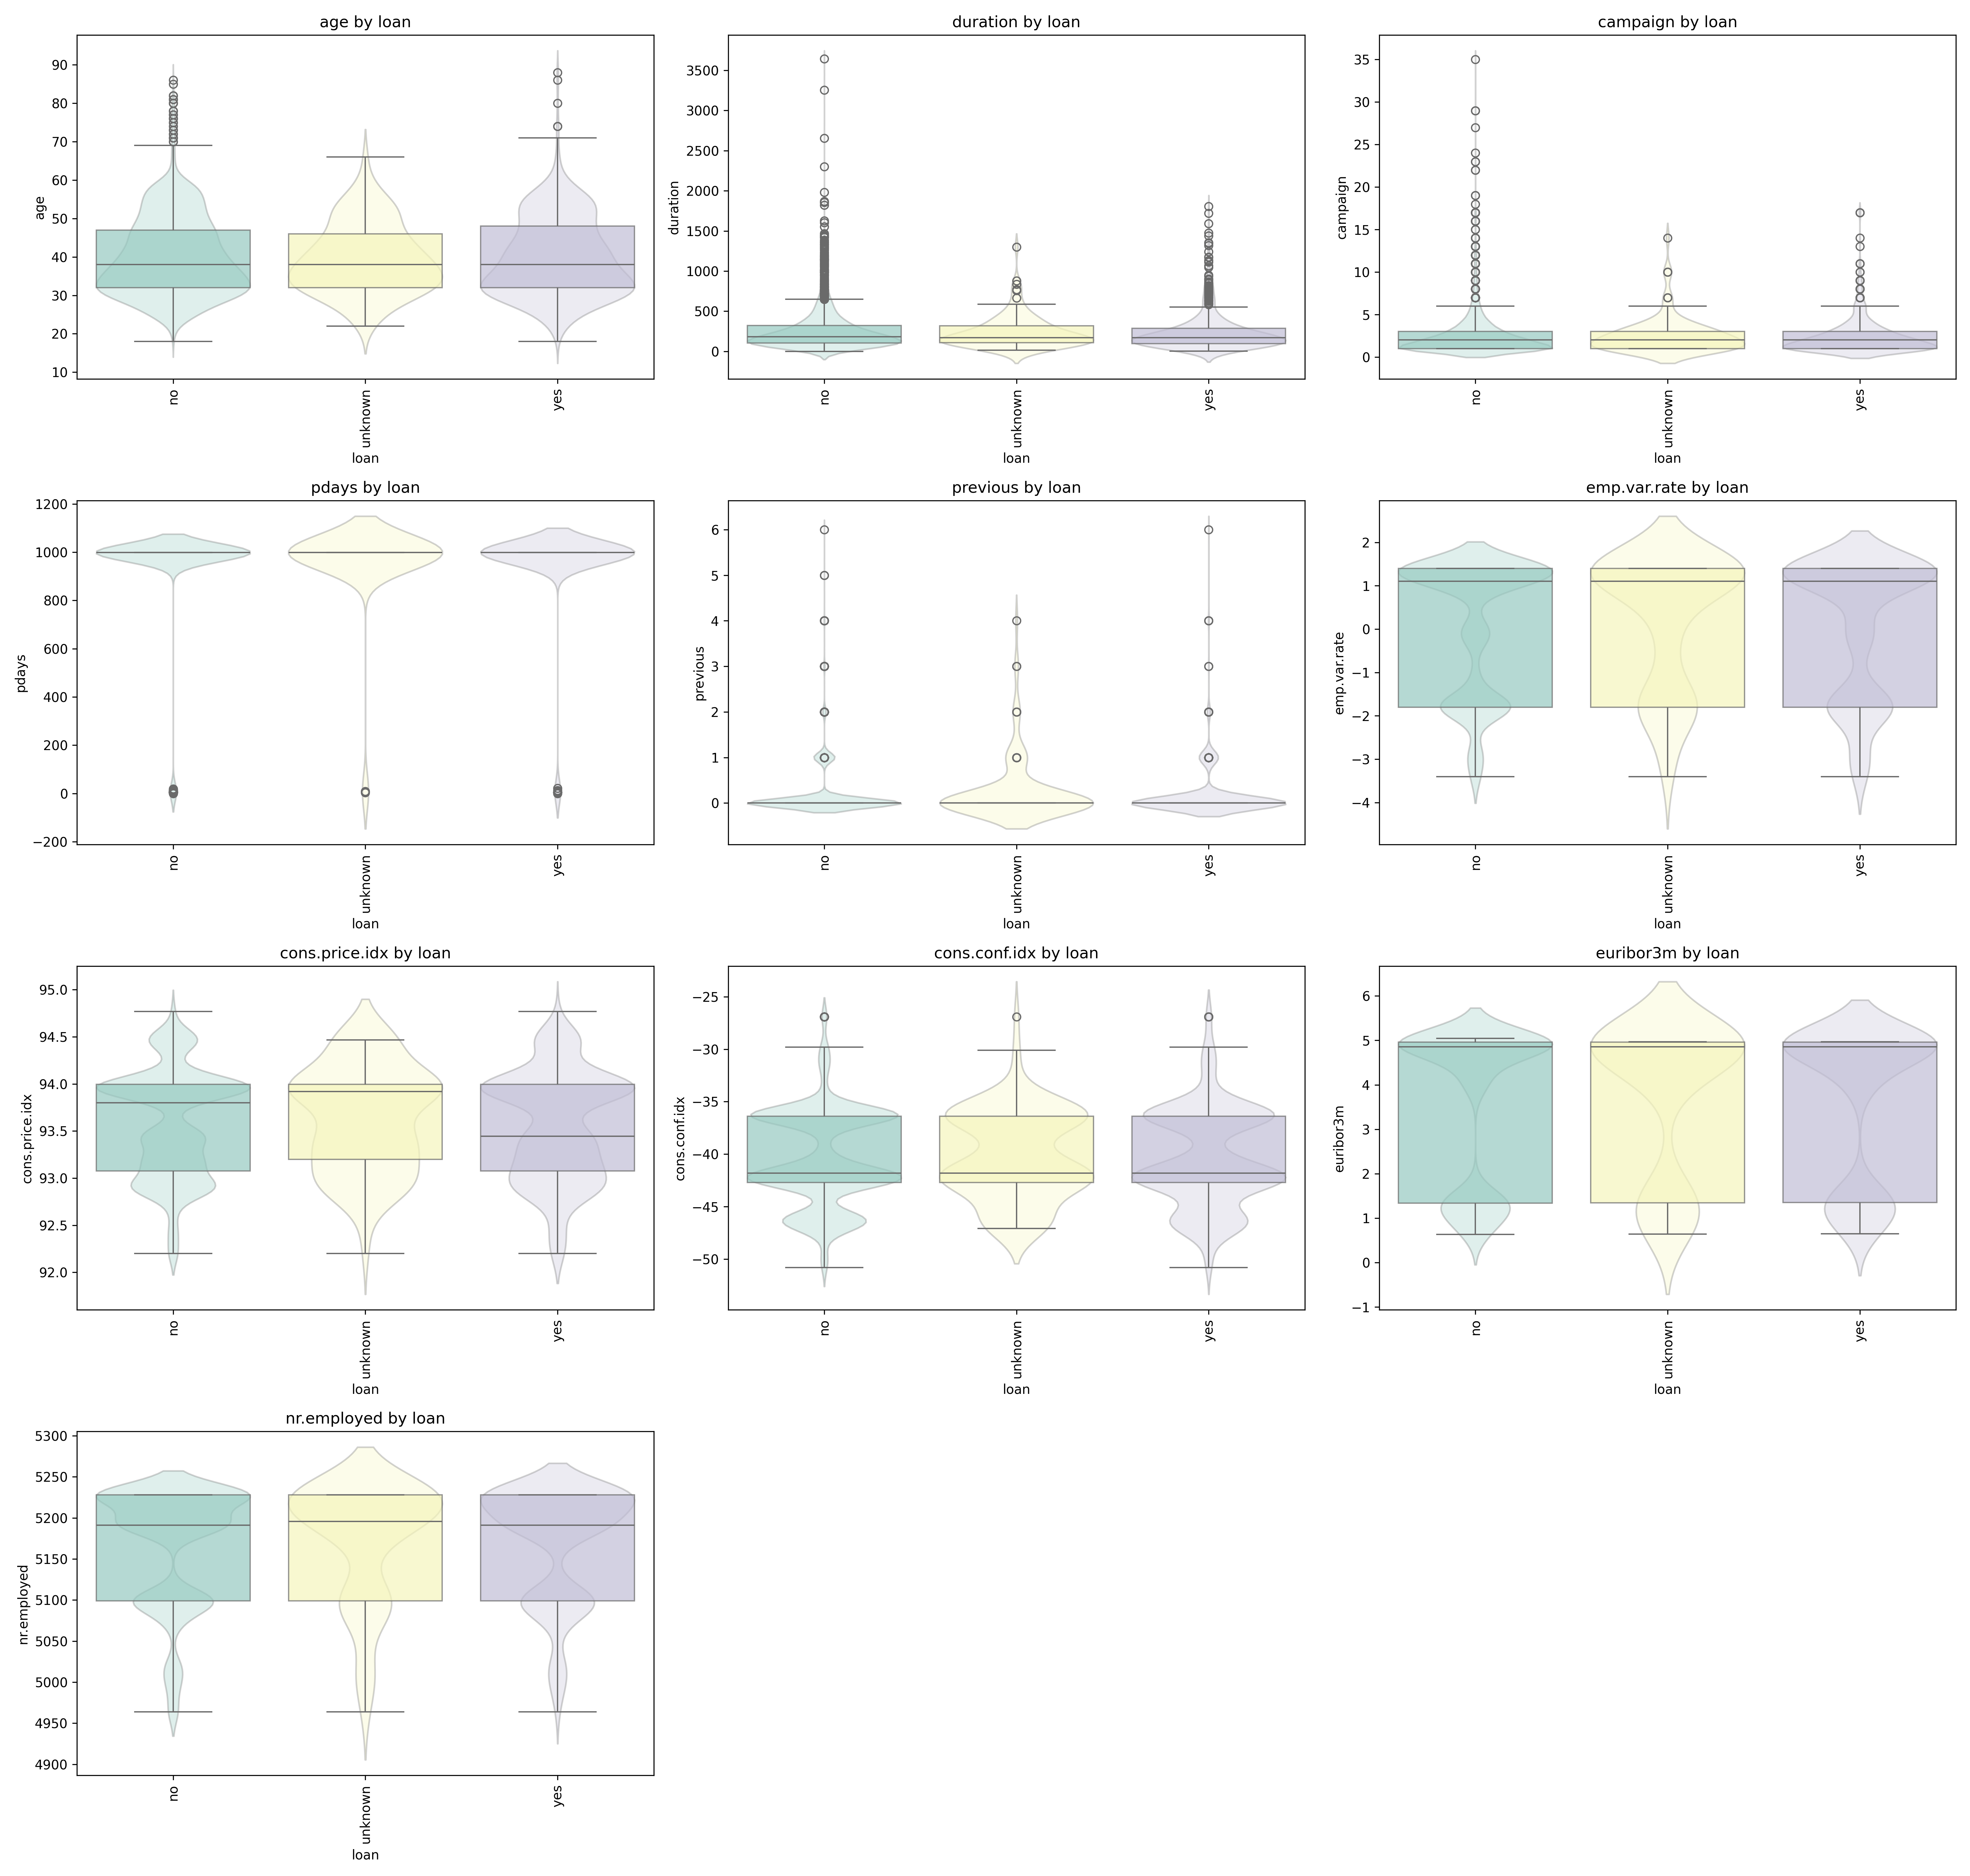 age by loan
90
80
70
60
50
40
30
20
10
age
no
unknown
yes
loan
duration by loan
3500
3000
2500
2000
1500
1000
500
0
duration
no
unknown
yes
loan
campaign by loan
35
30
25
20
15
10
5
0
campaign
no
unknown
yes
loan
pdays by loan
1200
1000
800
600
400
200
0
−200
pdays
no
unknown
yes
loan
previous by loan
6
5
4
3
2
1
0
previous
no
unknown
yes
loan
emp.var.rate by loan
2
1
0
−1
−2
−3
−4
emp.var.rate
no
unknown
yes
loan
cons.price.idx by loan
95.0
94.5
94.0
93.5
93.0
92.5
92.0
cons.price.idx
no
unknown
yes
loan
cons.conf.idx by loan
−25
−30
−35
−40
−45
−50
cons.conf.idx
no
unknown
yes
loan
euribor3m by loan
6
5
4
3
2
1
0
−1
euribor3m
no
unknown
yes
loan
nr.employed by loan
5300
5250
5200
5150
5100
5050
5000
4950
4900
nr.employed
no
unknown
yes
loan